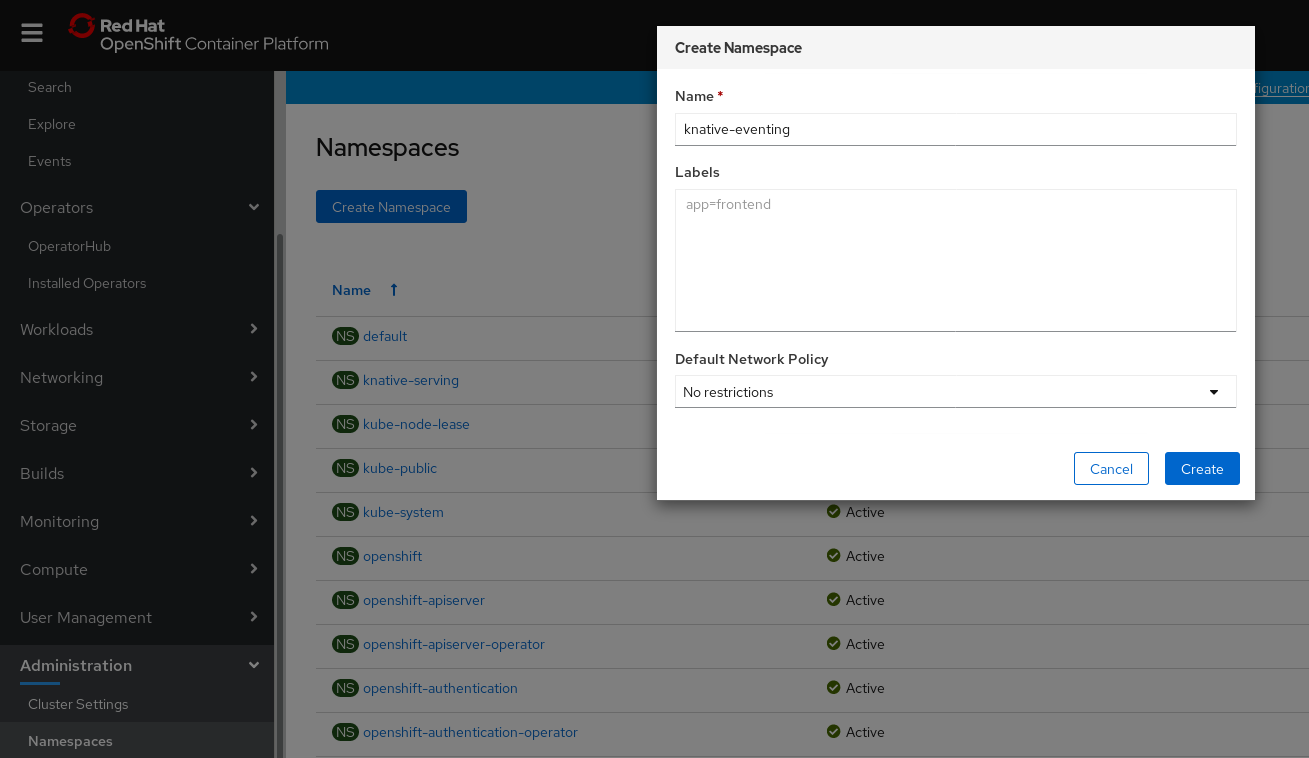 Red Hat
OpenShift Container Platform
Search
Explore
Events
Operators
OperatorHub
Installed Operators
Workloads
Networking
Storage
Builds
Monitoring
Compute
User Management
Administration
Cluster Settings
Namespaces
Namespaces
Create Namespace
Name
NS default
NS knative-serving
NS kube-node-lease
NS kube-public
NS kube-system Active
NS openshift Active
NS openshift-apiserver Active
NS openshift-apiserver-operator Active
NS openshift-authentication Active
NS openshift-authentication-operator Active
Create Namespace
Name *
knative-eventing
Labels
app=frontend
Default Network Policy
No restrictions
Cancel Create